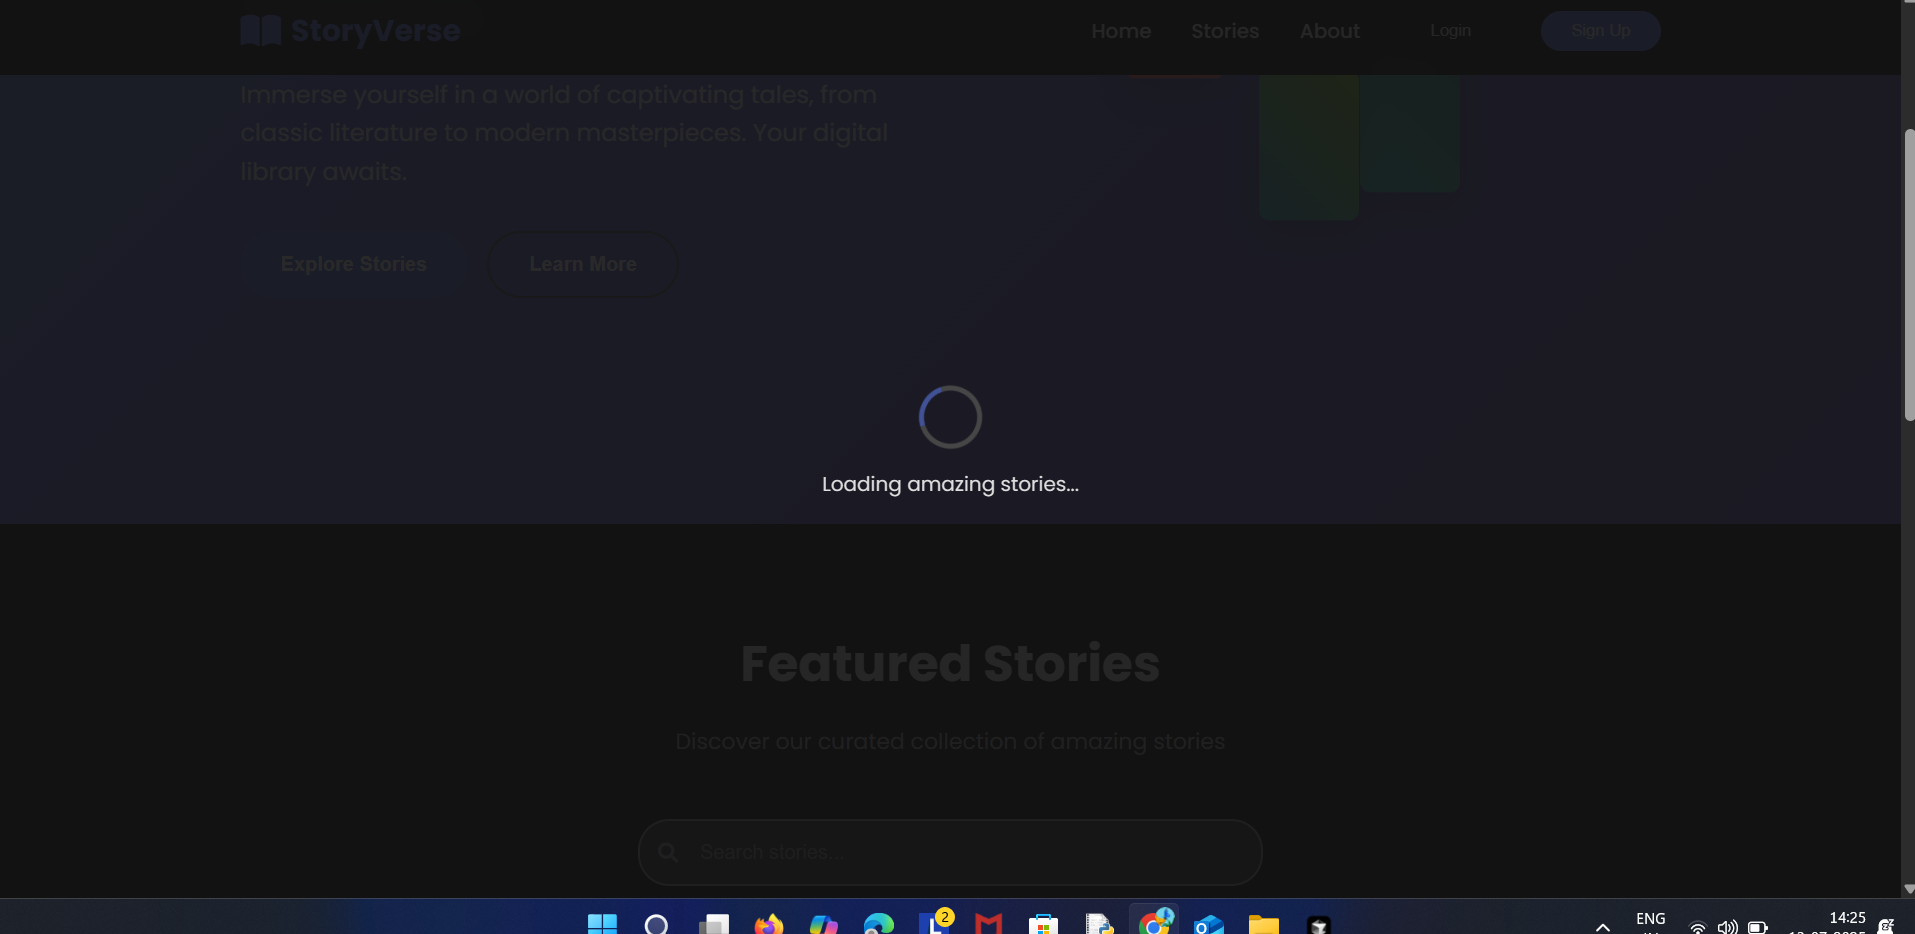 StoryVerse
Home
Stories
About
Login
Sign Up
Immerse yourself in a world of captivating tales, from
classic literature to modern masterpieces. Your digital
library awaits.
Explore Stories
Learn More
Loading amazing stories...
Featured Stories
Discover our curated collection of amazing stories
Search stories...
2
L
ENG
14:25